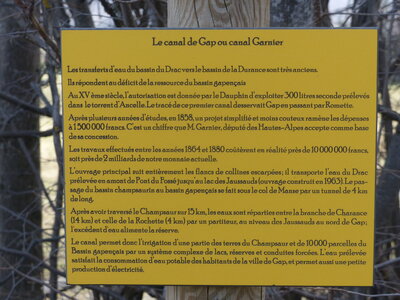 Le canal de Gap ou canal Garnier
Les transferts d'eau du bassin du Drac vers le bassin de la Durance sont très anciens.
Ils répondent au déficit de la ressource du bassin gapençais
Au XV ème siècle, l'autorisation est donnée par le Dauphin d'exploiter 300 litres seconde prélevés
dans le torrent d'Ancelle. Le tracé de ce premier canal desservait Gap en passant par Romette.
Après plusieurs années d'études, en 1858, un projet simplifié et moins couteux ramène les dépenses
à 1 500 000 francs. C'est un chiffre que M. Garnier, député des Hautes-Alpes accepte comme base
de sa concession.
Les travaux effectués entre les années 1864 et 1880 coûtèrent en réalité près de 10 000 000 francs,
soit près de 2 milliards de notre monnaie actuelle.
L'ouvrage principal suit entièrement les flancs de collines escarpées; il transporte l'eau du Drac
prélevée en amont de Pont du Fossé jusqu'au lac des Jaussauds (ouvrage construit en 1963). Le pas-
sage du bassin champsaurin au bassin gapençais se fait sous le col de Manse par un tunnel de 4 km
de long.
Après avoir traversé le Champsaur sur 15 km, les eaux sont réparties entre la branche de Charance
(14 km) et celle de la Rochette (4 km) par un partiteur, au niveau des Jaussauds au nord de Gap;
l'excédent d'eau alimente la réserve.
Le canal permet donc l'irrigation d'une partie des terres du Champsaur et de 10 000 parcelles du
Bassin gapençais par un système complexe de lacs, réserves et conduites forcées. L'eau prélevée
satisfait la consommation d'eau potable des habitants de la ville de Gap, et permet aussi une petite
production d'électricité.